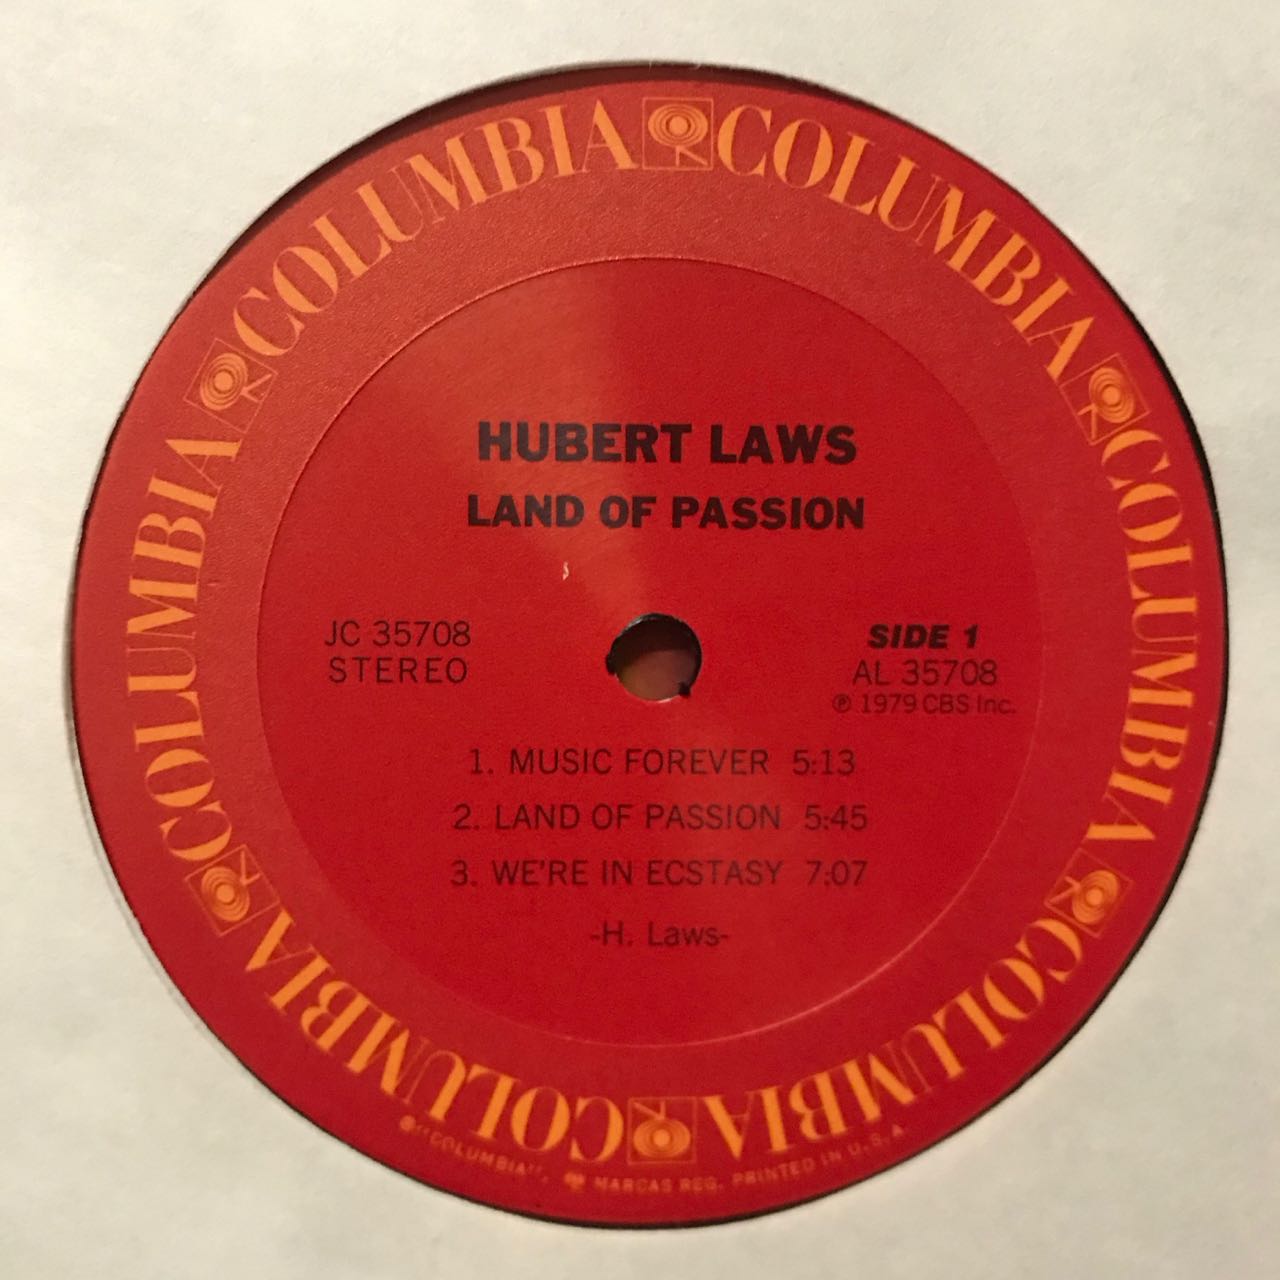 COLUMBIA COLUMBIA COLUMBIA COLUMBIA COLUMBIA COLUMBIA
HUBERT LAWS
LAND OF PASSION
JC 35708
STEREO
SIDE 1
AL 35708
℗ 1979 CBS Inc.
1. MUSIC FOREVER 5:13
2. LAND OF PASSION 5:45
3. WE'RE IN ECSTASY 7:07
-H. Laws-
"COLUMBIA", MARCAS REG. PRINTED IN U.S.A.